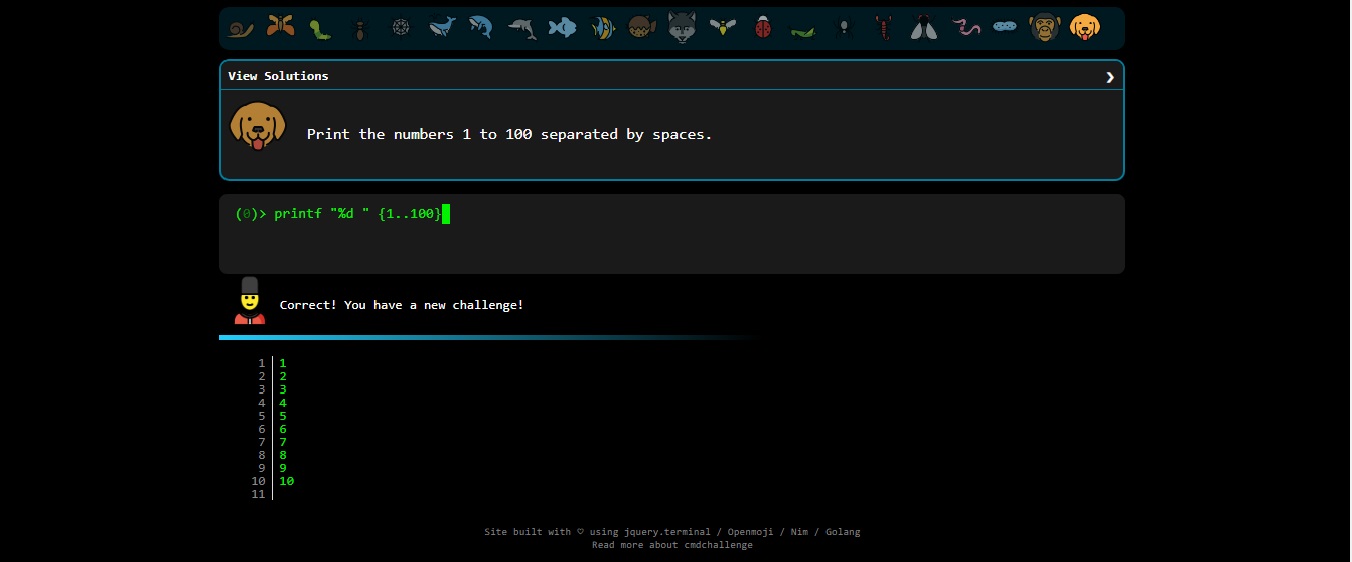 View Solutions ❯
Print the numbers 1 to 100 separated by spaces.
(0)> printf "%d " {1..100}
Correct! You have a new challenge!
1 1
2 2
3 3
4 4
5 5
6 6
7 7
8 8
9 9
10 10
11
Site built with ♡ using jquery.terminal / Openmoji / Nim / Golang
Read more about cmdchallenge